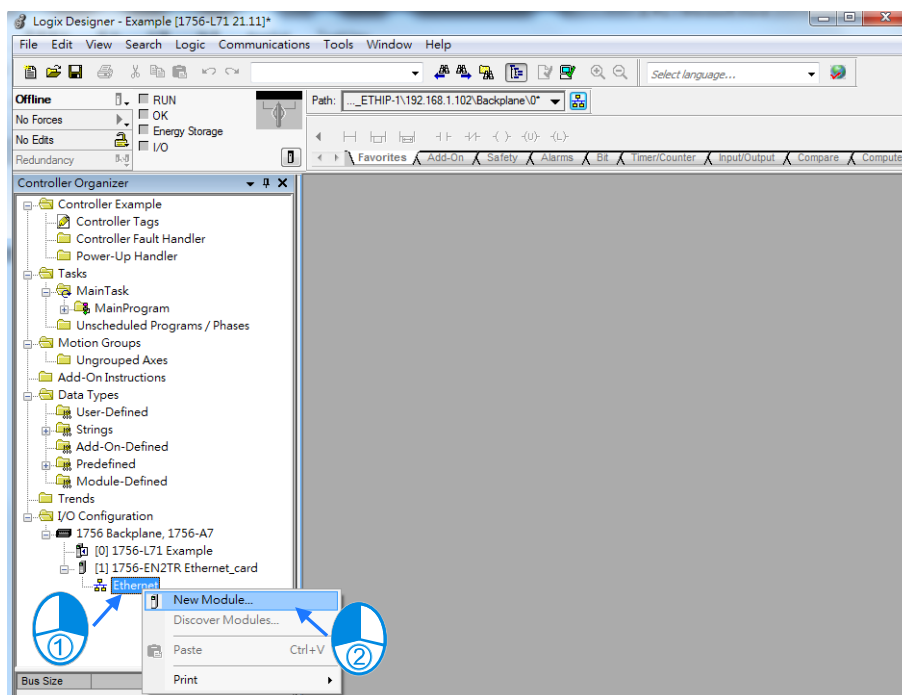 Logix Designer - Example [1756-L71 21.11]*
File Edit View Search Logic Communications Tools Window Help
Select language...
Offline RUN
No Forces OK
No Edits Energy Storage
I/O
Redundancy
Path: ..._ETHIP-1\192.168.1.102\Backplane\0*
Favorites Add-On Safety Alarms Bit Timer/Counter Input/Output Compare Compute
Controller Organizer
Controller Example
Controller Tags
Controller Fault Handler
Power-Up Handler
Tasks
MainTask
MainProgram
Unscheduled Programs / Phases
Motion Groups
Ungrouped Axes
Add-On Instructions
Data Types
User-Defined
Strings
Add-On-Defined
Predefined
Module-Defined
Trends
I/O Configuration
1756 Backplane, 1756-A7
[0] 1756-L71 Example
[1] 1756-EN2TR Ethernet_card
Ethernet
New Module...
Discover Modules...
Paste Ctrl+V
Print
1
2
Bus Size